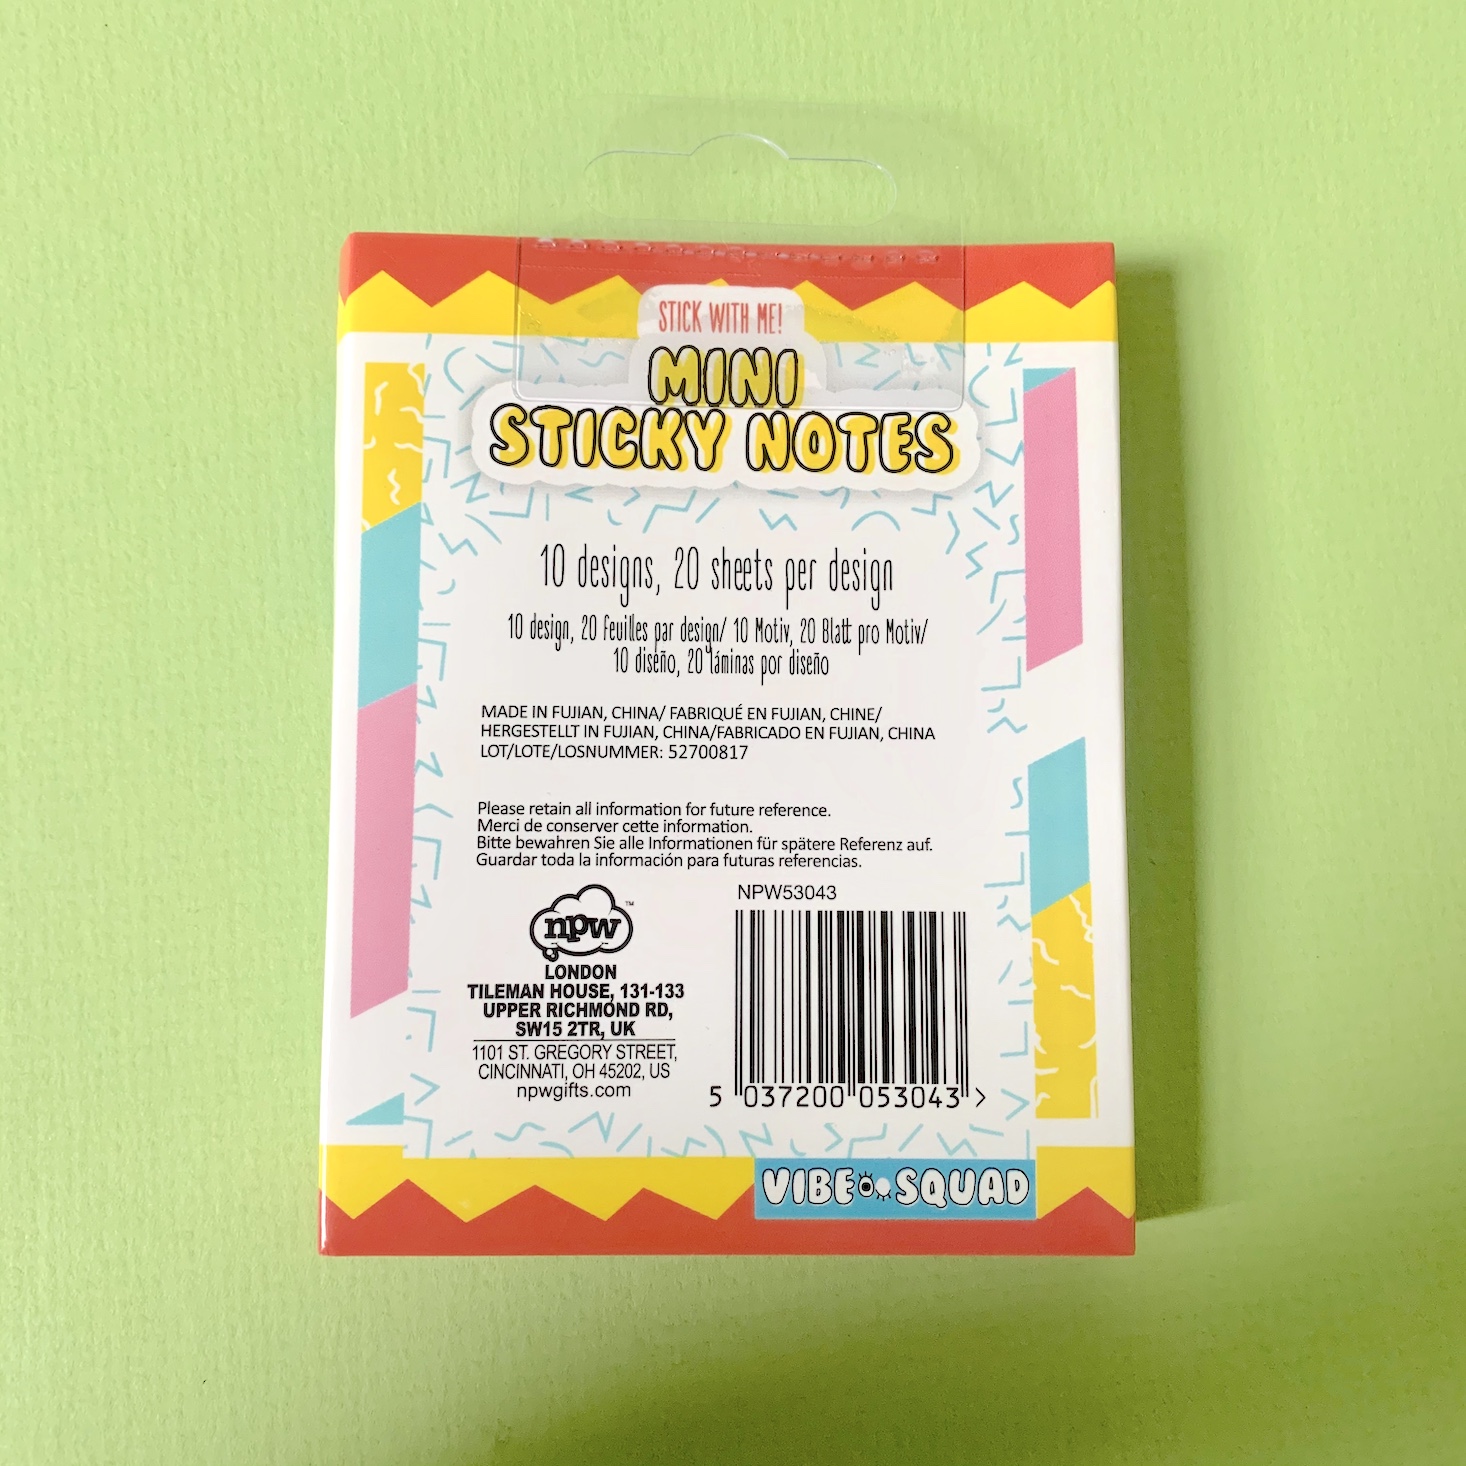 STICK WITH ME!
MINI
STICKY NOTES
10 designs, 20 sheets per design
10 design, 20 feuilles par design/ 10 Motiv, 20 Blatt pro Motiv/
10 diseño, 20 láminas por diseño
MADE IN FUJIAN, CHINA/ FABRIQUÉ EN FUJIAN, CHINE/
HERGESTELLT IN FUJIAN, CHINA/FABRICADO EN FUJIAN, CHINA
LOT/LOTE/LOSNUMMER: 52700817
Please retain all information for future reference.
Merci de conserver cette information.
Bitte bewahren Sie alle Informationen für spätere Referenz auf.
Guardar toda la información para futuras referencias.
npw™
LONDON
TILEMAN HOUSE, 131-133
UPPER RICHMOND RD,
SW15 2TR, UK
1101 ST. GREGORY STREET,
CINCINNATI, OH 45202, US
npwgifts.com
NPW53043
5 037200 053043 >
VIBE SQUAD